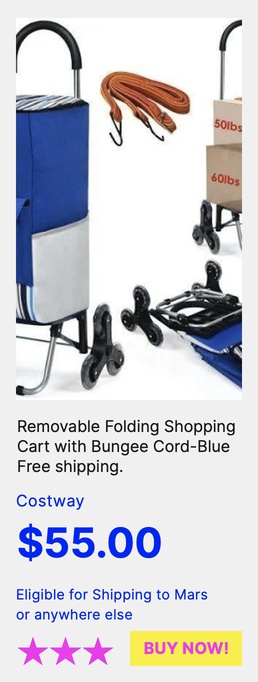 50lbs
60lbs
Removable Folding Shopping
Cart with Bungee Cord-Blue
Free shipping.
Costway
$55.00
Eligible for Shipping to Mars
or anywhere else
BUY NOW!